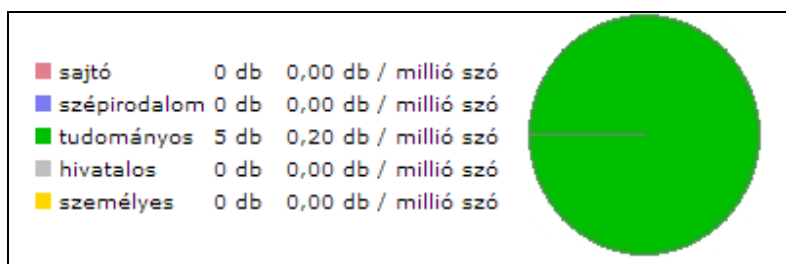 sajtó 0 db 0,00 db / millió szó
szépirodalom 0 db 0,00 db / millió szó
tudományos 5 db 0,20 db / millió szó
hivatalos 0 db 0,00 db / millió szó
személyes 0 db 0,00 db / millió szó